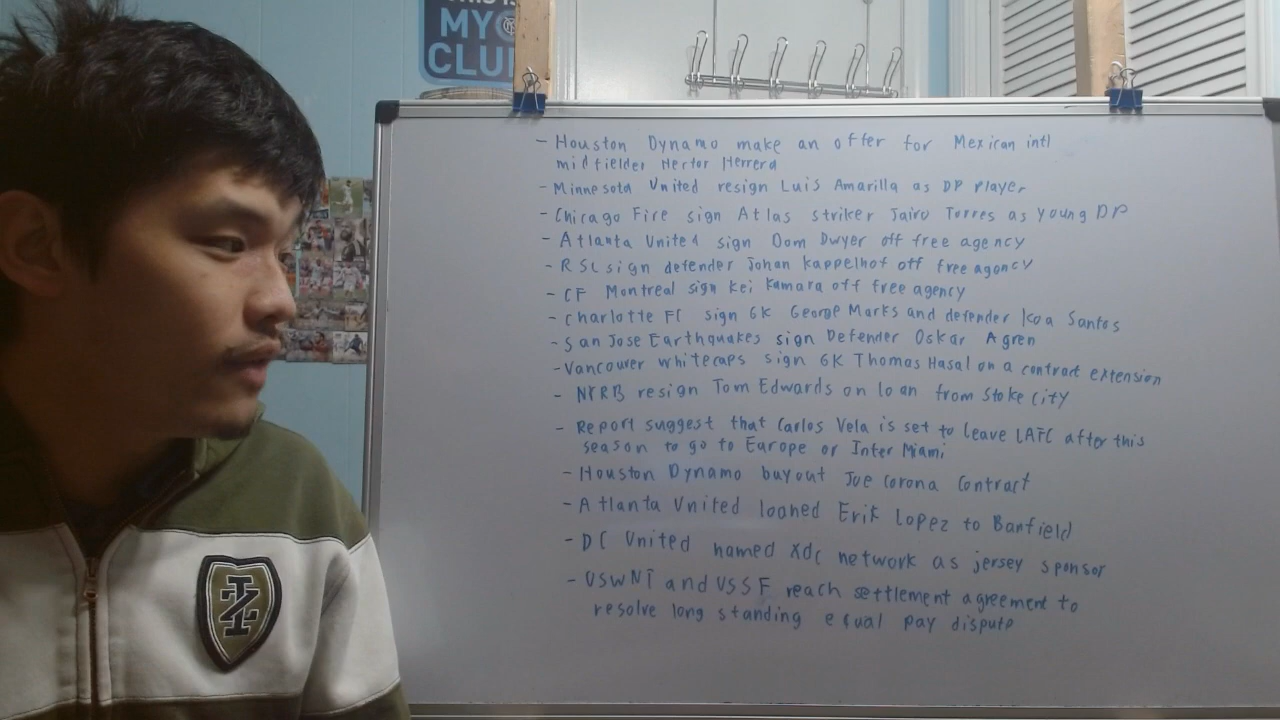 THIS IS
MY
CLUB
- Houston Dynamo make an offer for Mexican intl
midfielder Hector Herrera
- Minnesota United resign Luis Amarilla as DP Player
- Chicago Fire sign Atlas striker Jairo Torres as young DP
- Atlanta United sign Dom Dwyer off free agency
- RSL sign defender Johan Kappelhof off free agency
- CF Montreal sign Kei Kamara off free agency
- Charlotte FC sign GK George Marks and defender Koa Santos
- San Jose Earthquakes sign Defender Oskar Agren
- Vancouver whitecaps sign GK Thomas Hasal on a contract extension
- NYRB resign Tom Edwards on loan from Stoke City
- Report suggest that Carlos Vela is set to leave LAFC after this
season to go to Europe or Inter Miami
- Houston Dynamo buyout Joe Corona Contract
- Atlanta United loaned Erik Lopez to Banfield
- DC United named Xdc network as jersey sponsor
- USWNT and USSF reach settlement agreement to
resolve long standing equal pay dispute